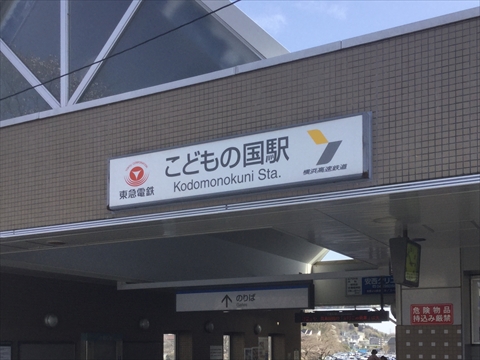 こどもの国駅
Kodomonokuni Sta.
東急電鉄
横浜高速鉄道
↑ のりば
危険物品
持込み厳禁